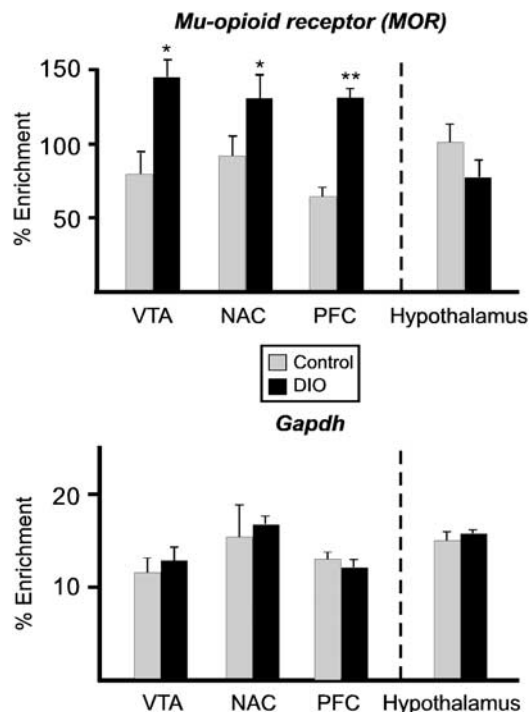 Mu-opioid receptor (MOR)
% Enrichment
150
100
50
*
*
**
VTA NAC PFC Hypothalamus
Control
DIO
Gapdh
% Enrichment
20
10
VTA NAC PFC Hypothalamus